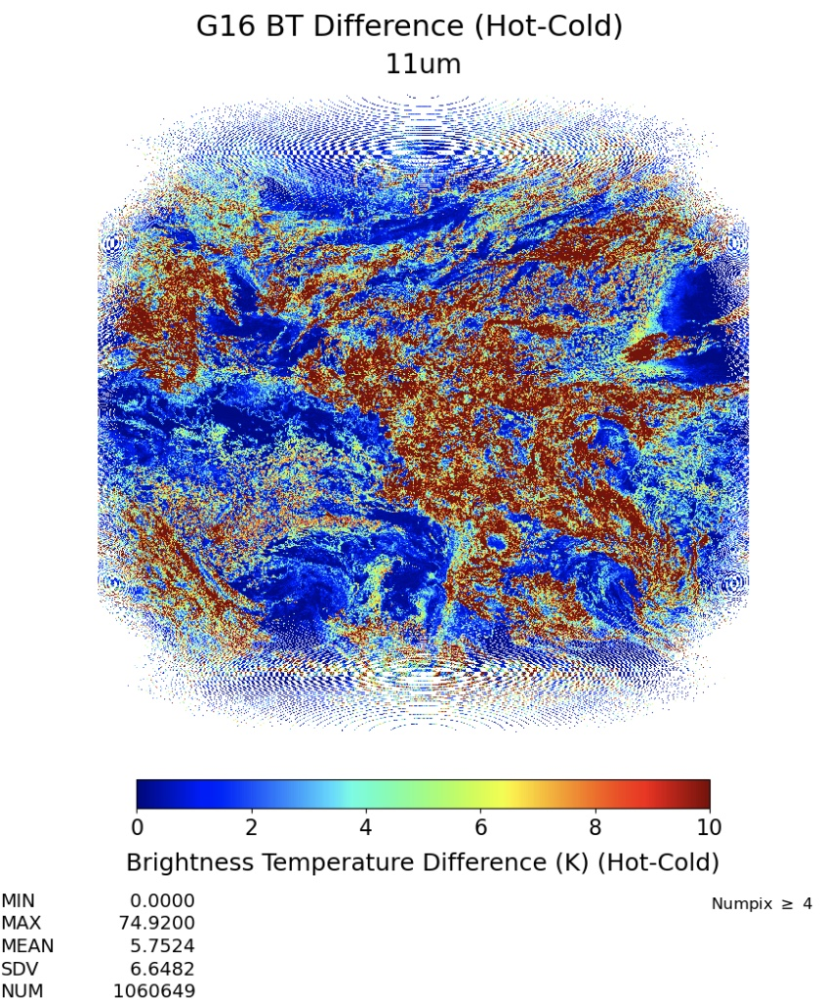 G16 BT Difference (Hot-Cold)
11um
0 2 4 6 8 10
Brightness Temperature Difference (K) (Hot-Cold)
MIN 0.0000
Numpix ≥ 4
MAX 74.9200
MEAN 5.7524
SDV 6.6482
NUM 1060649